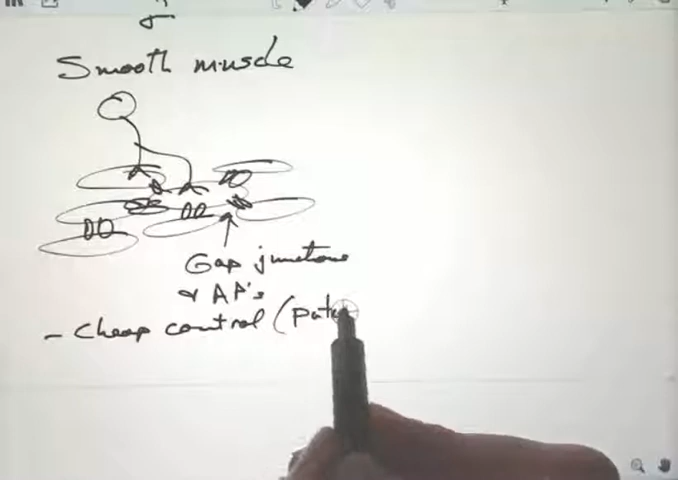 Smooth muscle
Gap junctions
& AP's
- Cheap control (